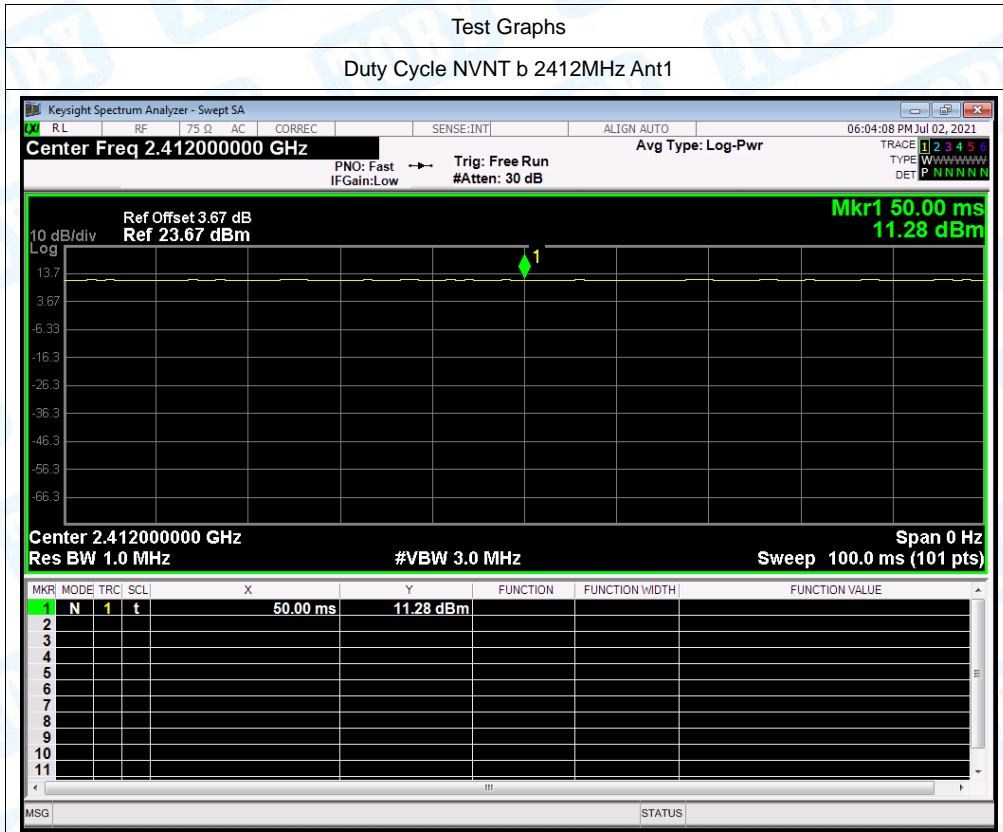 Test Graphs
Duty Cycle NVNT b 2412MHz Ant1
Keysight Spectrum Analyzer - Swept SA
LXI RL RF 75 Ω AC CORREC SENSE:INT ALIGN AUTO 06:04:08 PM Jul 02, 2021
Center Freq 2.412000000 GHz Avg Type: Log-Pwr TRACE 1 2 3 4 5 6
PNO: Fast Trig: Free Run TYPE WWWWWW
IFGain:Low #Atten: 30 dB DET P N N N N N
Mkr1 50.00 ms
Ref Offset 3.67 dB
10 dB/div Ref 23.67 dBm 11.28 dBm
Log
1
13.7
3.67
-6.33
-16.3
-26.3
-36.3
-46.3
-56.3
-66.3
Center 2.412000000 GHz Span 0 Hz
Res BW 1.0 MHz #VBW 3.0 MHz Sweep 100.0 ms (101 pts)
MKR MODE TRC SCL X Y FUNCTION FUNCTION WIDTH FUNCTION VALUE
1 N 1 t 50.00 ms 11.28 dBm
2
3
4
5
6
7
8
9
10
11
MSG STATUS